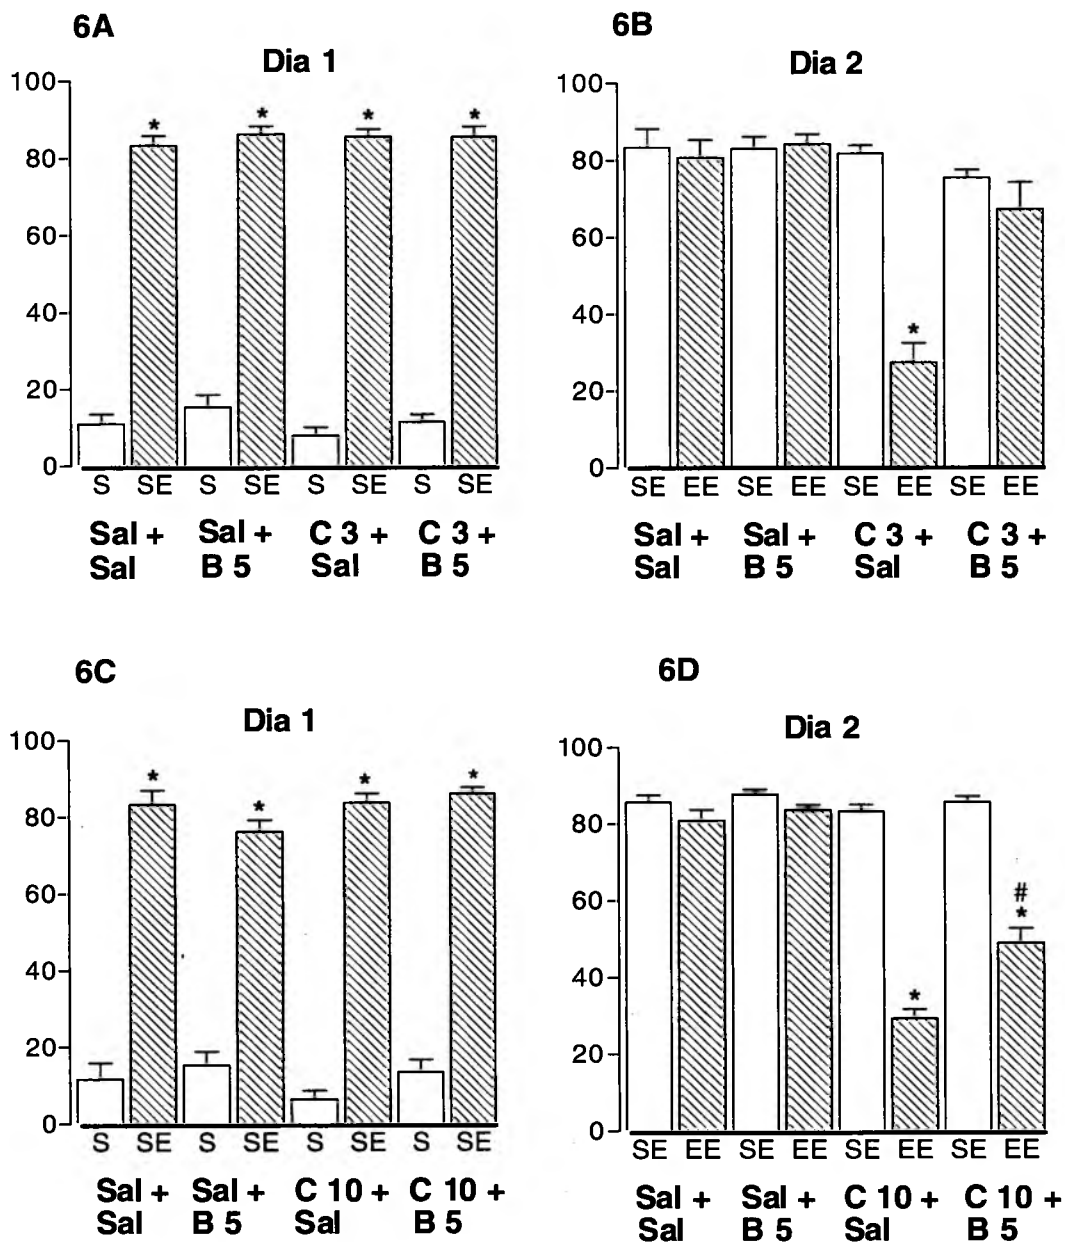 6A
Dia 1
100
80
60
40
20
0
* * * *
S SE S SE S SE S SE
Sal + Sal + C 3 + C 3 +
Sal B 5 Sal B 5
6B
Dia 2
100
80
60
40
20
0
*
SE EE SE EE SE EE SE EE
Sal + Sal + C 3 + C 3 +
Sal B 5 Sal B 5
6C
Dia 1
100
80
60
40
20
0
* * * *
S SE S SE S SE S SE
Sal + Sal + C 10 + C 10 +
Sal B 5 Sal B 5
6D
Dia 2
100
80
60
40
20
0
#
*
*
SE EE SE EE SE EE SE EE
Sal + Sal + C 10 + C 10 +
Sal B 5 Sal B 5